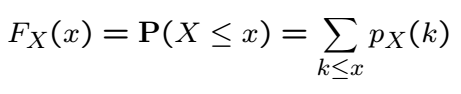 F_X(x) = P(X ≤ x) = ∑_{k≤x} p_X(k)